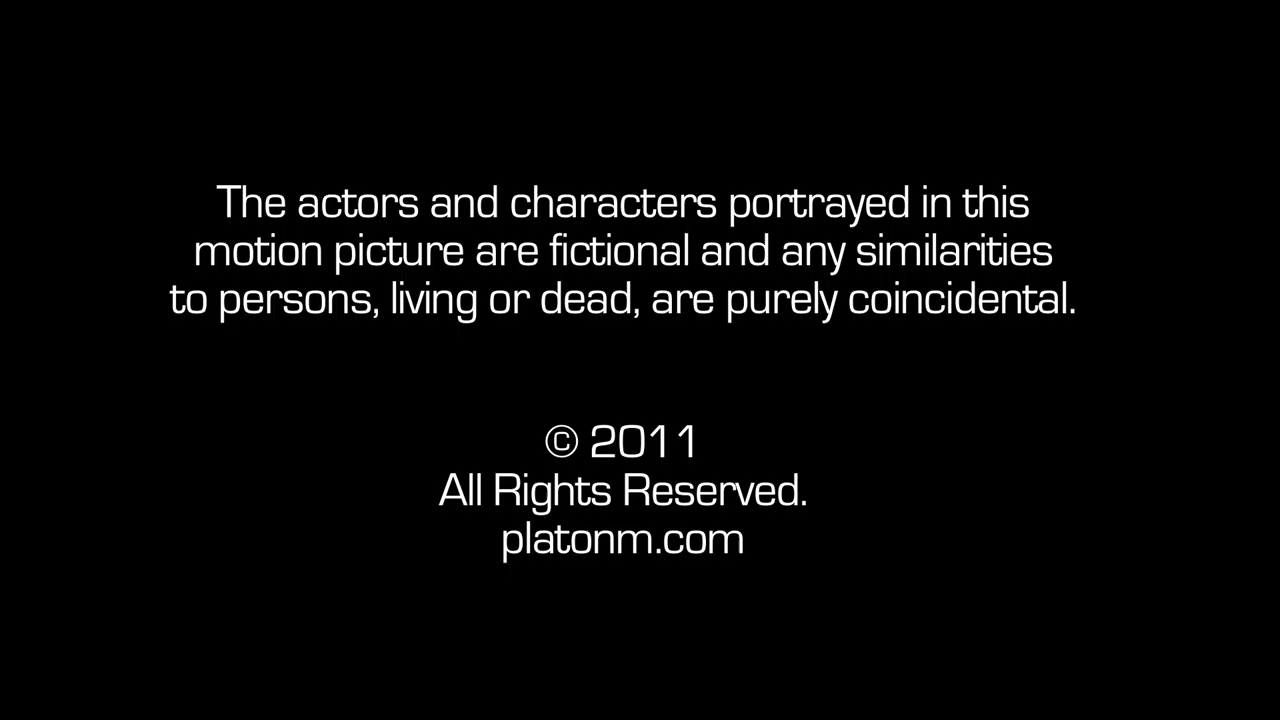 The actors and characters portrayed in this
motion picture are fictional and any similarities
to persons, living or dead, are purely coincidental.
© 2011
All Rights Reserved.
platonm.com